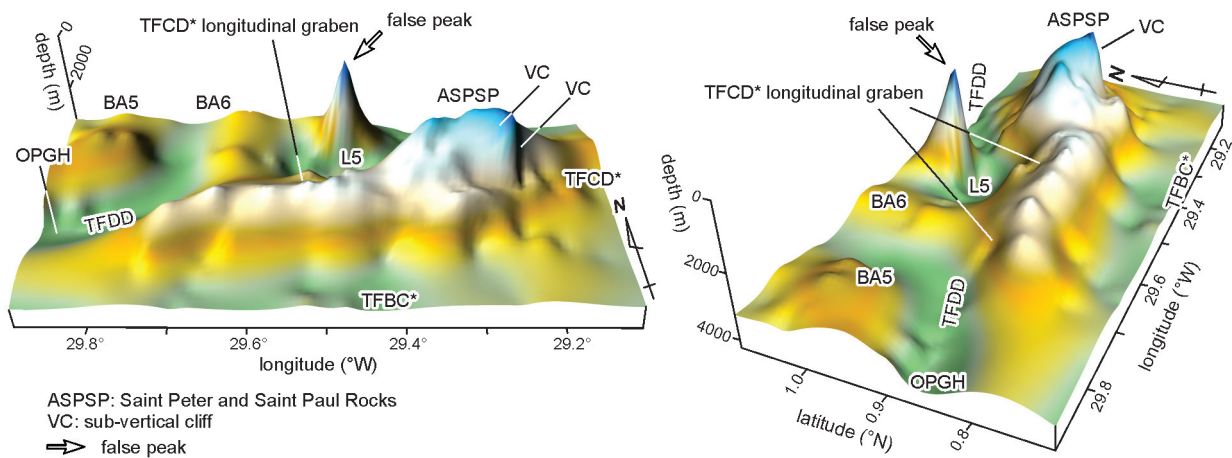 TFCD* longitudinal graben
false peak
0
2000
depth (m)
BA5
BA6
ASPSP
VC
VC
OPGH
L5
TFCD*
TFDD
N
TFBC*
29.8°
29.6°
29.4°
29.2°
longitude (°W)
ASPSP: Saint Peter and Saint Paul Rocks
VC: sub-vertical cliff
false peak
ASPSP
VC
false peak
TFDD
N
TFCD* longitudinal graben
29.2
TFBC*
L5
depth (m)
0
BA6
29.4
2000
BA5
29.6
TFDD
longitude (°W)
4000
OPGH
29.8
1.0
0.9
0.8
latitude (°N)